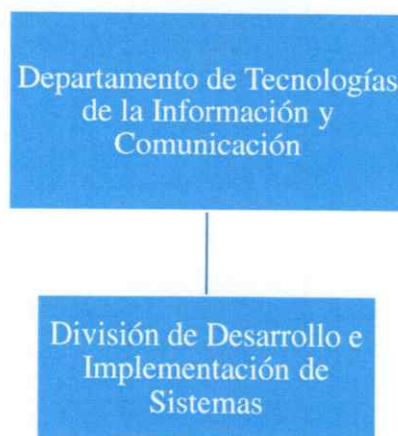 Departamento de Tecnologías
de la Información y
Comunicación
División de Desarrollo e
Implementación de
Sistemas